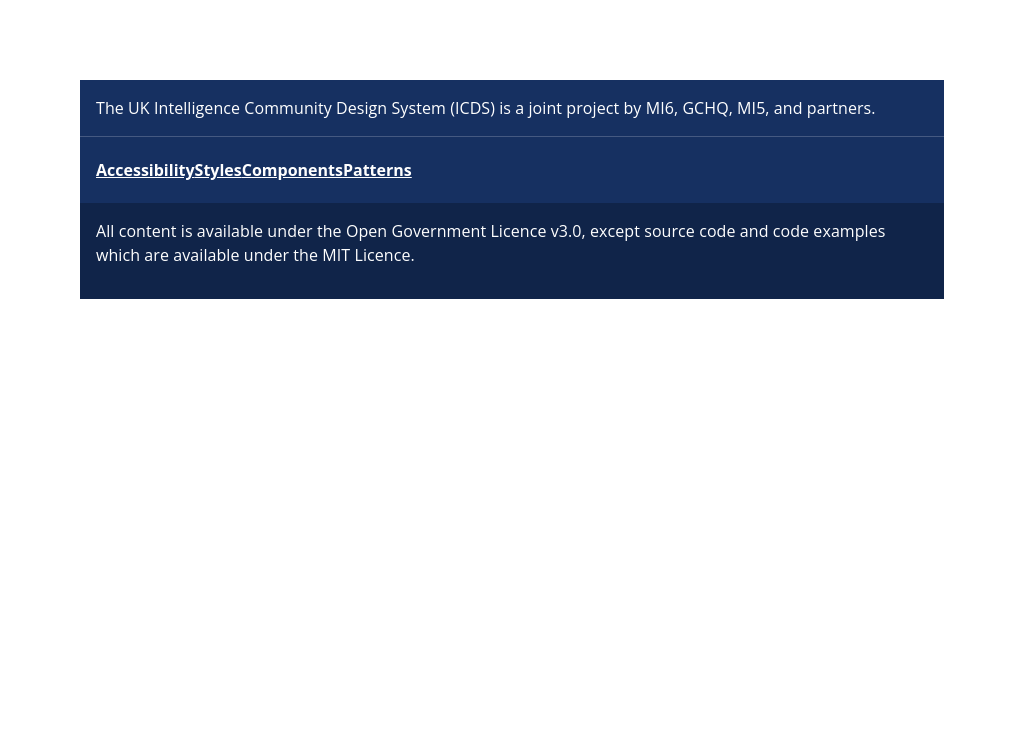 The UK Intelligence Community Design System (ICDS) is a joint project by MI6, GCHQ, MI5, and partners.
AccessibilityStylesComponentsPatterns
All content is available under the Open Government Licence v3.0, except source code and code examples
which are available under the MIT Licence.